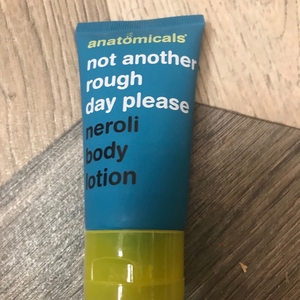 anatomicals
not another
rough
day please
neroli
body
lotion